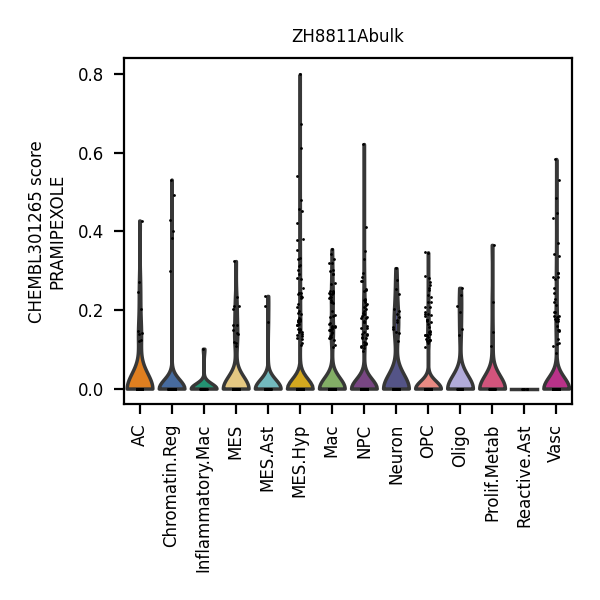 ZH8811Abulk
CHEMBL301265 score
PRAMIPEXOLE
0.8
0.6
0.4
0.2
0.0
AC
Chromatin.Reg
Inflammatory.Mac
MES
MES.Ast
MES.Hyp
Mac
NPC
Neuron
OPC
Oligo
Prolif.Metab
Reactive.Ast
Vasc